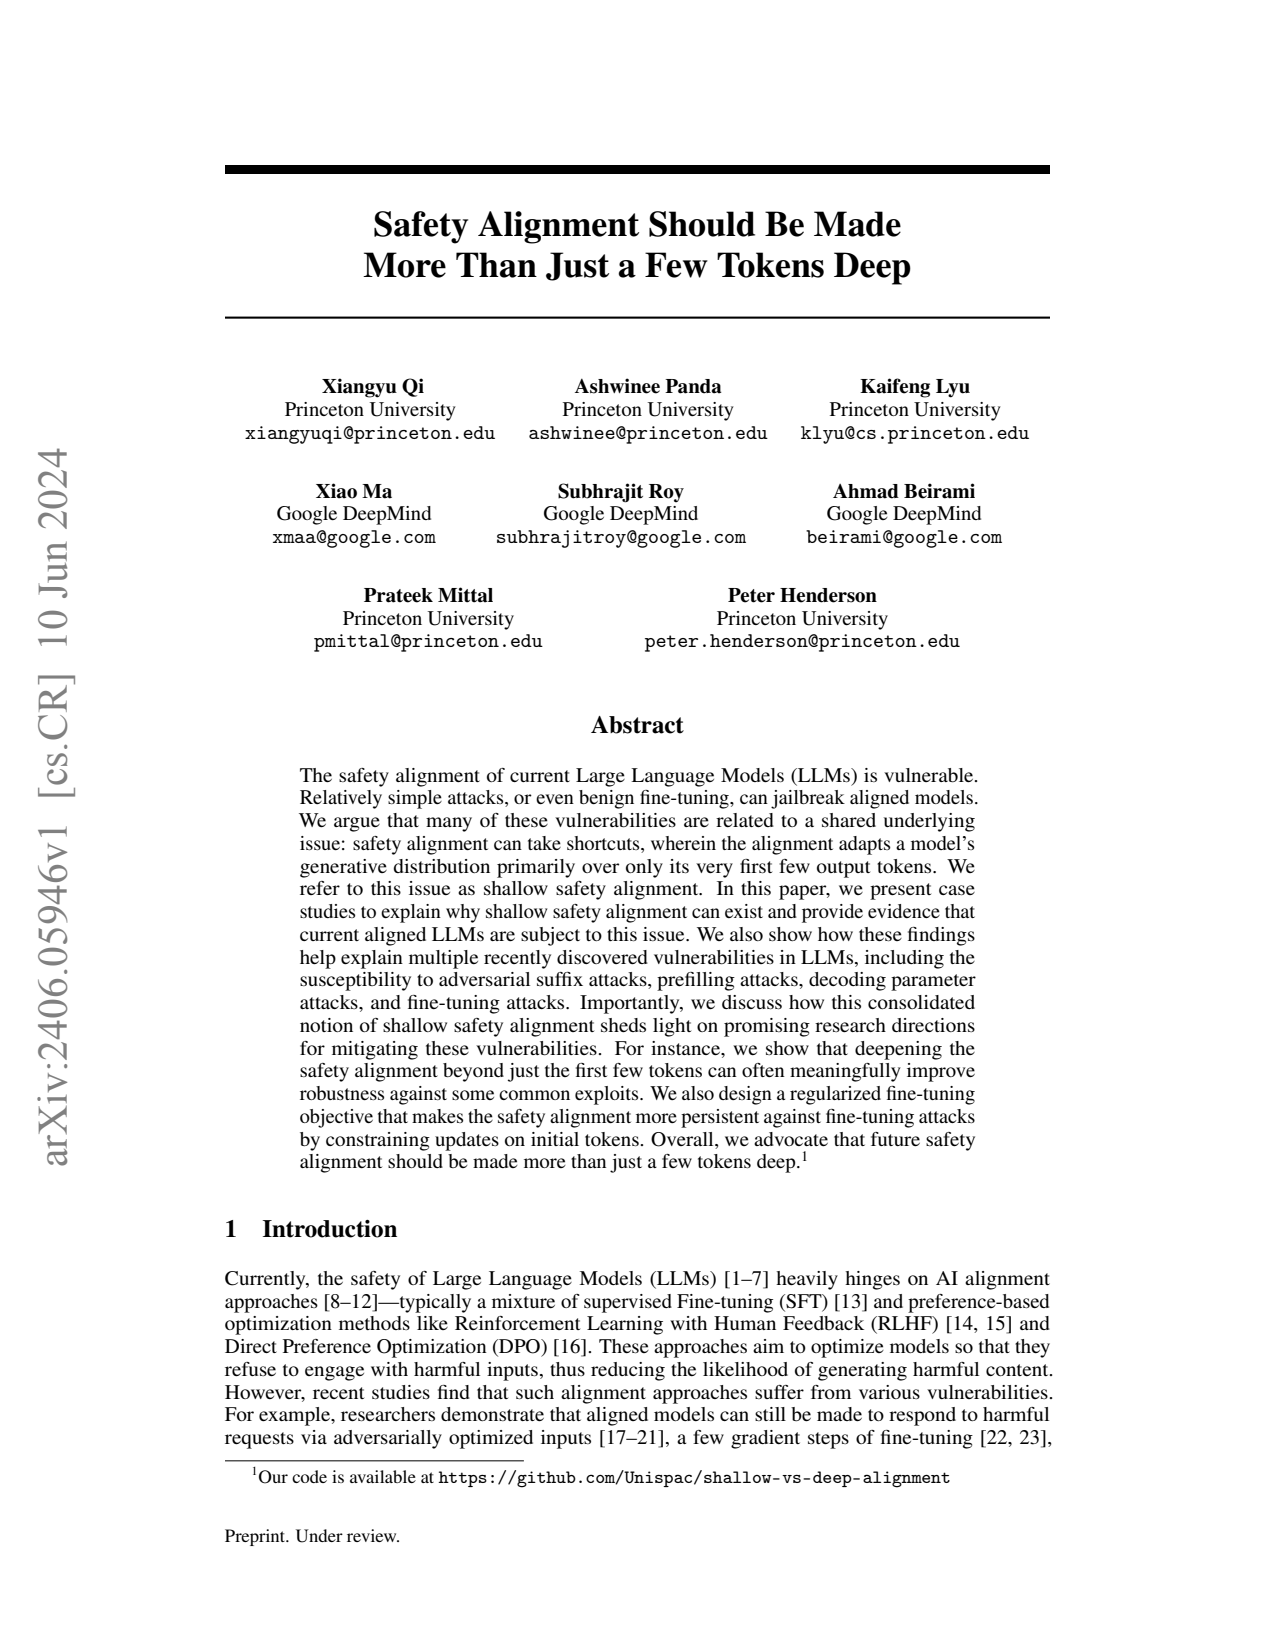 arXiv:2406.05946v1 [cs.CR] 10 Jun 2024
Safety Alignment Should Be Made
More Than Just a Few Tokens Deep
Xiangyu Qi
Princeton University
xiangyuqi@princeton.edu
Ashwinee Panda
Princeton University
ashwinee@princeton.edu
Kaifeng Lyu
Princeton University
klyu@cs.princeton.edu
Xiao Ma
Google DeepMind
xmaa@google.com
Subhrajit Roy
Google DeepMind
subhrajitroy@google.com
Ahmad Beirami
Google DeepMind
beirami@google.com
Prateek Mittal
Princeton University
pmittal@princeton.edu
Peter Henderson
Princeton University
peter.henderson@princeton.edu
Abstract
The safety alignment of current Large Language Models (LLMs) is vulnerable.
Relatively simple attacks, or even benign fine-tuning, can jailbreak aligned models.
We argue that many of these vulnerabilities are related to a shared underlying
issue: safety alignment can take shortcuts, wherein the alignment adapts a model's
generative distribution primarily over only its very first few output tokens. We
refer to this issue as shallow safety alignment. In this paper, we present case
studies to explain why shallow safety alignment can exist and provide evidence that
current aligned LLMs are subject to this issue. We also show how these findings
help explain multiple recently discovered vulnerabilities in LLMs, including the
susceptibility to adversarial suffix attacks, prefilling attacks, decoding parameter
attacks, and fine-tuning attacks. Importantly, we discuss how this consolidated
notion of shallow safety alignment sheds light on promising research directions
for mitigating these vulnerabilities. For instance, we show that deepening the
safety alignment beyond just the first few tokens can often meaningfully improve
robustness against some common exploits. We also design a regularized fine-tuning
objective that makes the safety alignment more persistent against fine-tuning attacks
by constraining updates on initial tokens. Overall, we advocate that future safety
alignment should be made more than just a few tokens deep.1
1 Introduction
Currently, the safety of Large Language Models (LLMs) [1–7] heavily hinges on AI alignment
approaches [8–12]—typically a mixture of supervised Fine-tuning (SFT) [13] and preference-based
optimization methods like Reinforcement Learning with Human Feedback (RLHF) [14, 15] and
Direct Preference Optimization (DPO) [16]. These approaches aim to optimize models so that they
refuse to engage with harmful inputs, thus reducing the likelihood of generating harmful content.
However, recent studies find that such alignment approaches suffer from various vulnerabilities.
For example, researchers demonstrate that aligned models can still be made to respond to harmful
requests via adversarially optimized inputs [17–21], a few gradient steps of fine-tuning [22, 23],
1Our code is available at https://github.com/Unispac/shallow-vs-deep-alignment
Preprint. Under review.